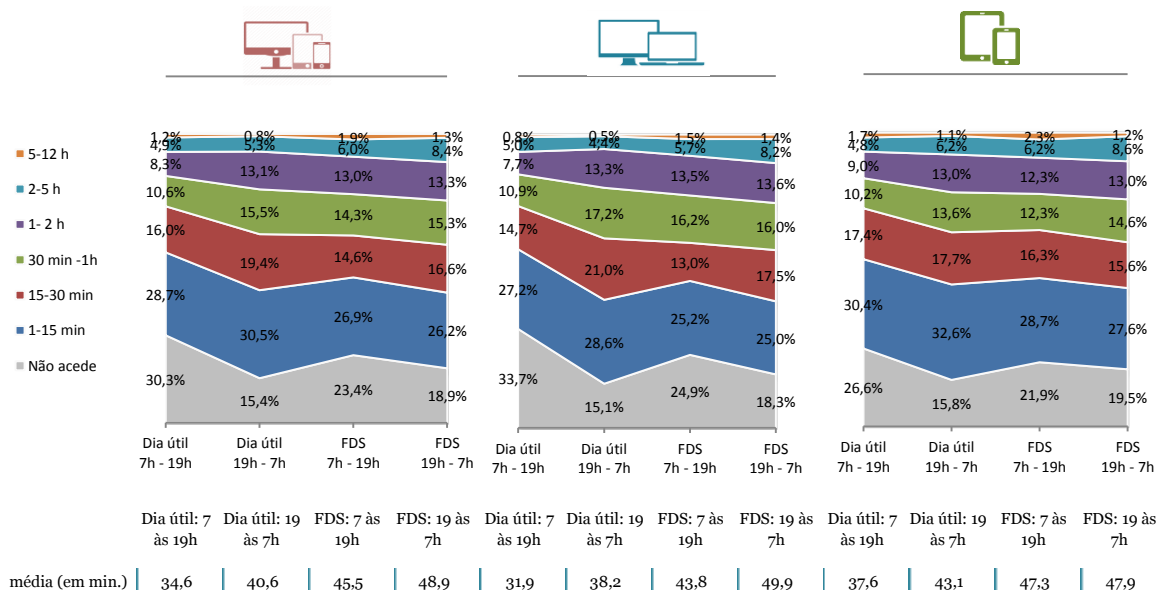 5-12 h
2-5 h
1- 2 h
30 min -1h
15-30 min
1-15 min
Não acede
1,2% 0,8% 1,9% 1,3%
4,9% 5,3% 6,0% 8,4%
8,3% 13,1% 13,0% 13,3%
10,6% 15,5% 14,3% 15,3%
16,0% 19,4% 14,6% 16,6%
28,7% 30,5% 26,9% 26,2%
30,3% 15,4% 23,4% 18,9%
Dia útil Dia útil FDS FDS
7h - 19h 19h - 7h 7h - 19h 19h - 7h
0,8% 0,5% 1,5% 1,4%
5,0% 4,4% 5,7% 8,2%
7,7% 13,3% 13,5% 13,6%
10,9% 17,2% 16,2% 16,0%
14,7% 21,0% 13,0% 17,5%
27,2% 28,6% 25,2% 25,0%
33,7% 15,1% 24,9% 18,3%
Dia útil Dia útil FDS FDS
7h - 19h 19h - 7h 7h - 19h 19h - 7h
1,7% 1,1% 2,3% 1,2%
4,8% 6,2% 6,2% 8,6%
9,0% 13,0% 12,3% 13,0%
10,2% 13,6% 12,3% 14,6%
17,4% 17,7% 16,3% 15,6%
30,4% 32,6% 28,7% 27,6%
26,6% 15,8% 21,9% 19,5%
Dia útil Dia útil FDS FDS
7h - 19h 19h - 7h 7h - 19h 19h - 7h
Dia útil: 7 Dia útil: 19 FDS: 7 às FDS: 19 às Dia útil: 7 Dia útil: 19 FDS: 7 às FDS: 19 às Dia útil: 7 Dia útil: 19 FDS: 7 às FDS: 19 às
às 19h às 7h 19h 7h às 19h às 7h 19h 7h às 19h às 7h 19h 7h
média (em min.) 34,6 40,6 45,5 48,9 31,9 38,2 43,8 49,9 37,6 43,1 47,3 47,9